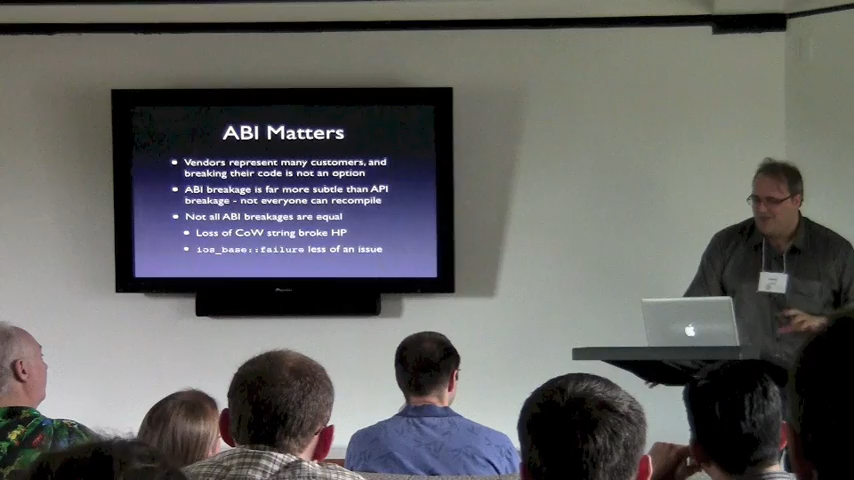 ABI Matters
• Vendors represent many customers, and
breaking their code is not an option
• ABI breakage is far more subtle than API
breakage - not everyone can recompile
• Not all ABI breakages are equal
• Loss of CoW string broke HP
• ios_base::failure less of an issue